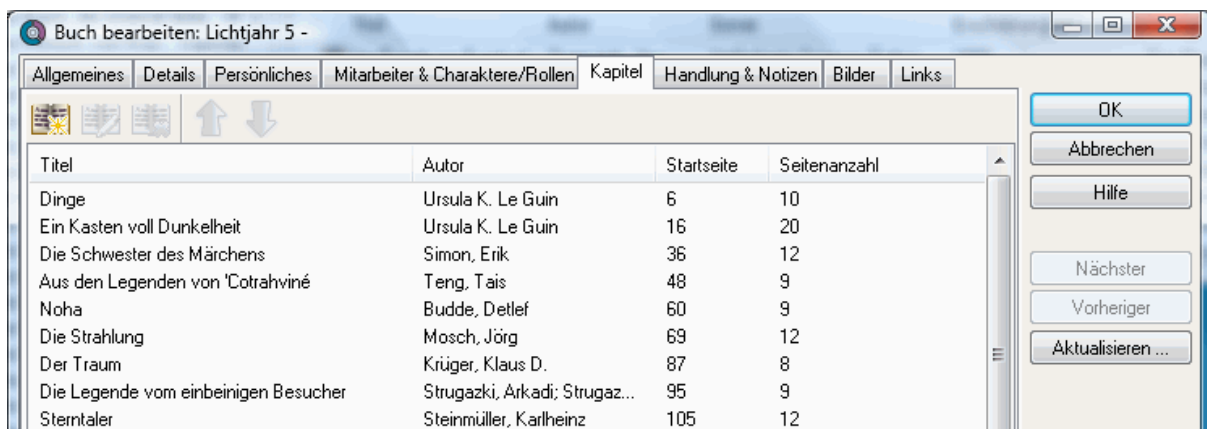 Buch bearbeiten: Lichtjahr 5 -
Allgemeines Details Persönliches Mitarbeiter & Charaktere/Rollen Kapitel Handlung & Notizen Bilder Links
OK
Abbrechen
Hilfe
Nächster
Vorheriger
Aktualisieren ...
Titel Autor Startseite Seitenanzahl
Dinge Ursula K. Le Guin 6 10
Ein Kasten voll Dunkelheit Ursula K. Le Guin 16 20
Die Schwester des Märchens Simon, Erik 36 12
Aus den Legenden von 'Cotrahviné Teng, Tais 48 9
Noha Budde, Detlef 60 9
Die Strahlung Mosch, Jörg 69 12
Der Traum Krüger, Klaus D. 87 8
Die Legende vom einbeinigen Besucher Strugazki, Arkadi; Strugaz... 95 9
Sterntaler Steinmüller, Karlheinz 105 12